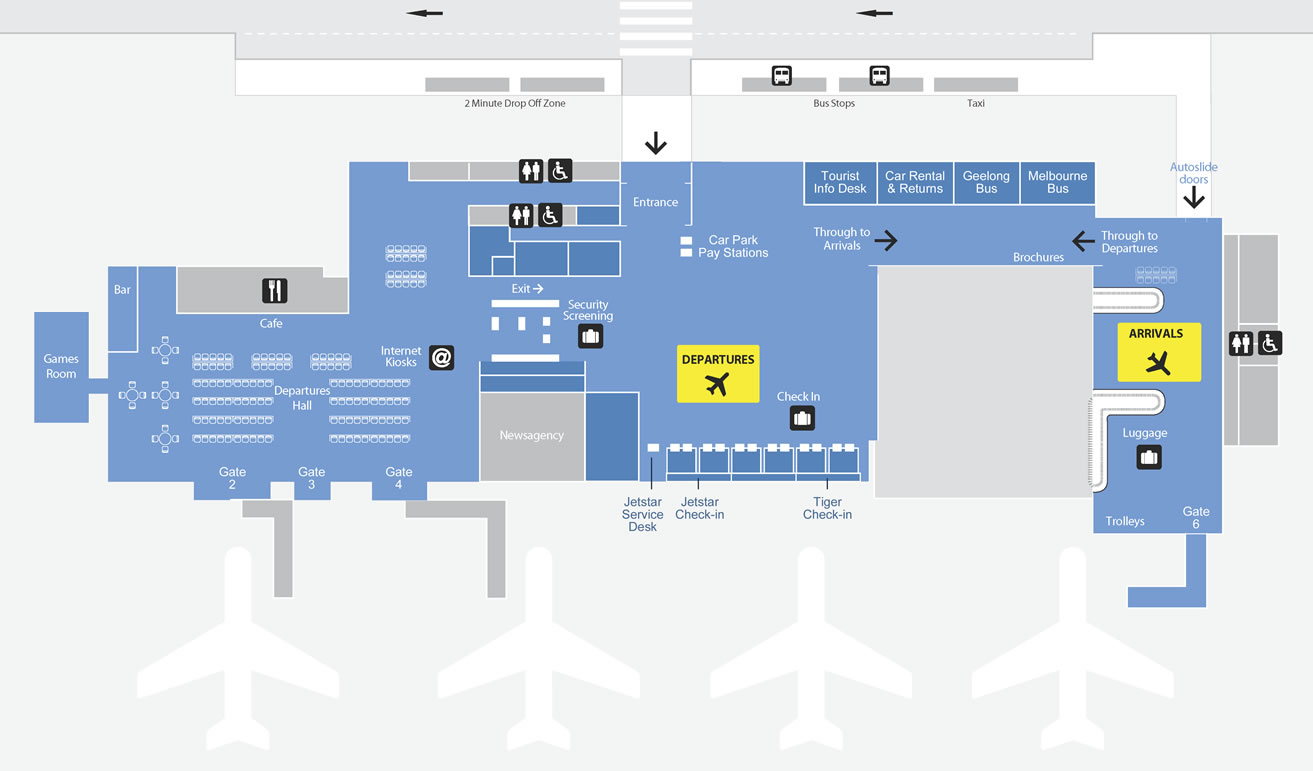 2 Minute Drop Off Zone
Bus Stops
Taxi
Autoslide
doors
Tourist
Info Desk
Car Rental
& Returns
Geelong
Bus
Melbourne
Bus
Entrance
Through to
Arrivals
Through to
Departures
Car Park
Pay Stations
Brochures
Bar
Exit
Security
Screening
Cafe
Games
Room
Internet
Kiosks
@
DEPARTURES
ARRIVALS
Departures
Hall
Check In
Newsagency
Luggage
Gate
2
Gate
3
Gate
4
Jetstar
Service
Desk
Jetstar
Check-in
Tiger
Check-in
Trolleys
Gate
6